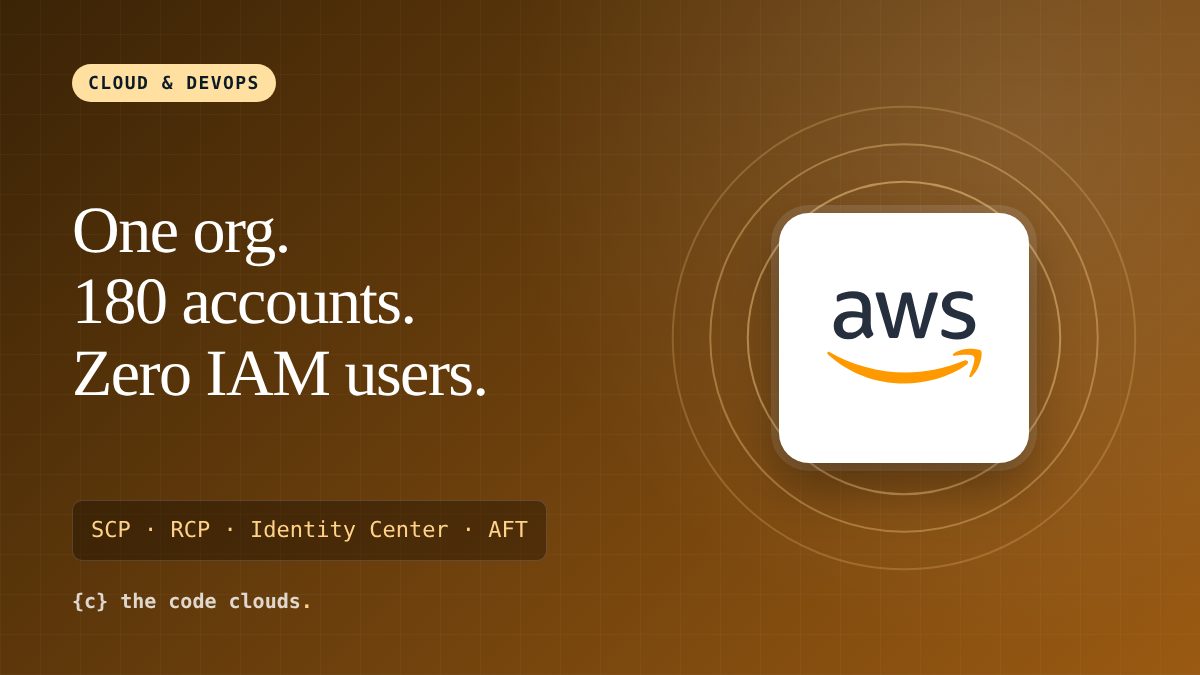 CLOUD & DEVOPS
One org.
180 accounts.
Zero IAM users.
aws
SCP · RCP · Identity Center · AFT
{c} the code clouds.